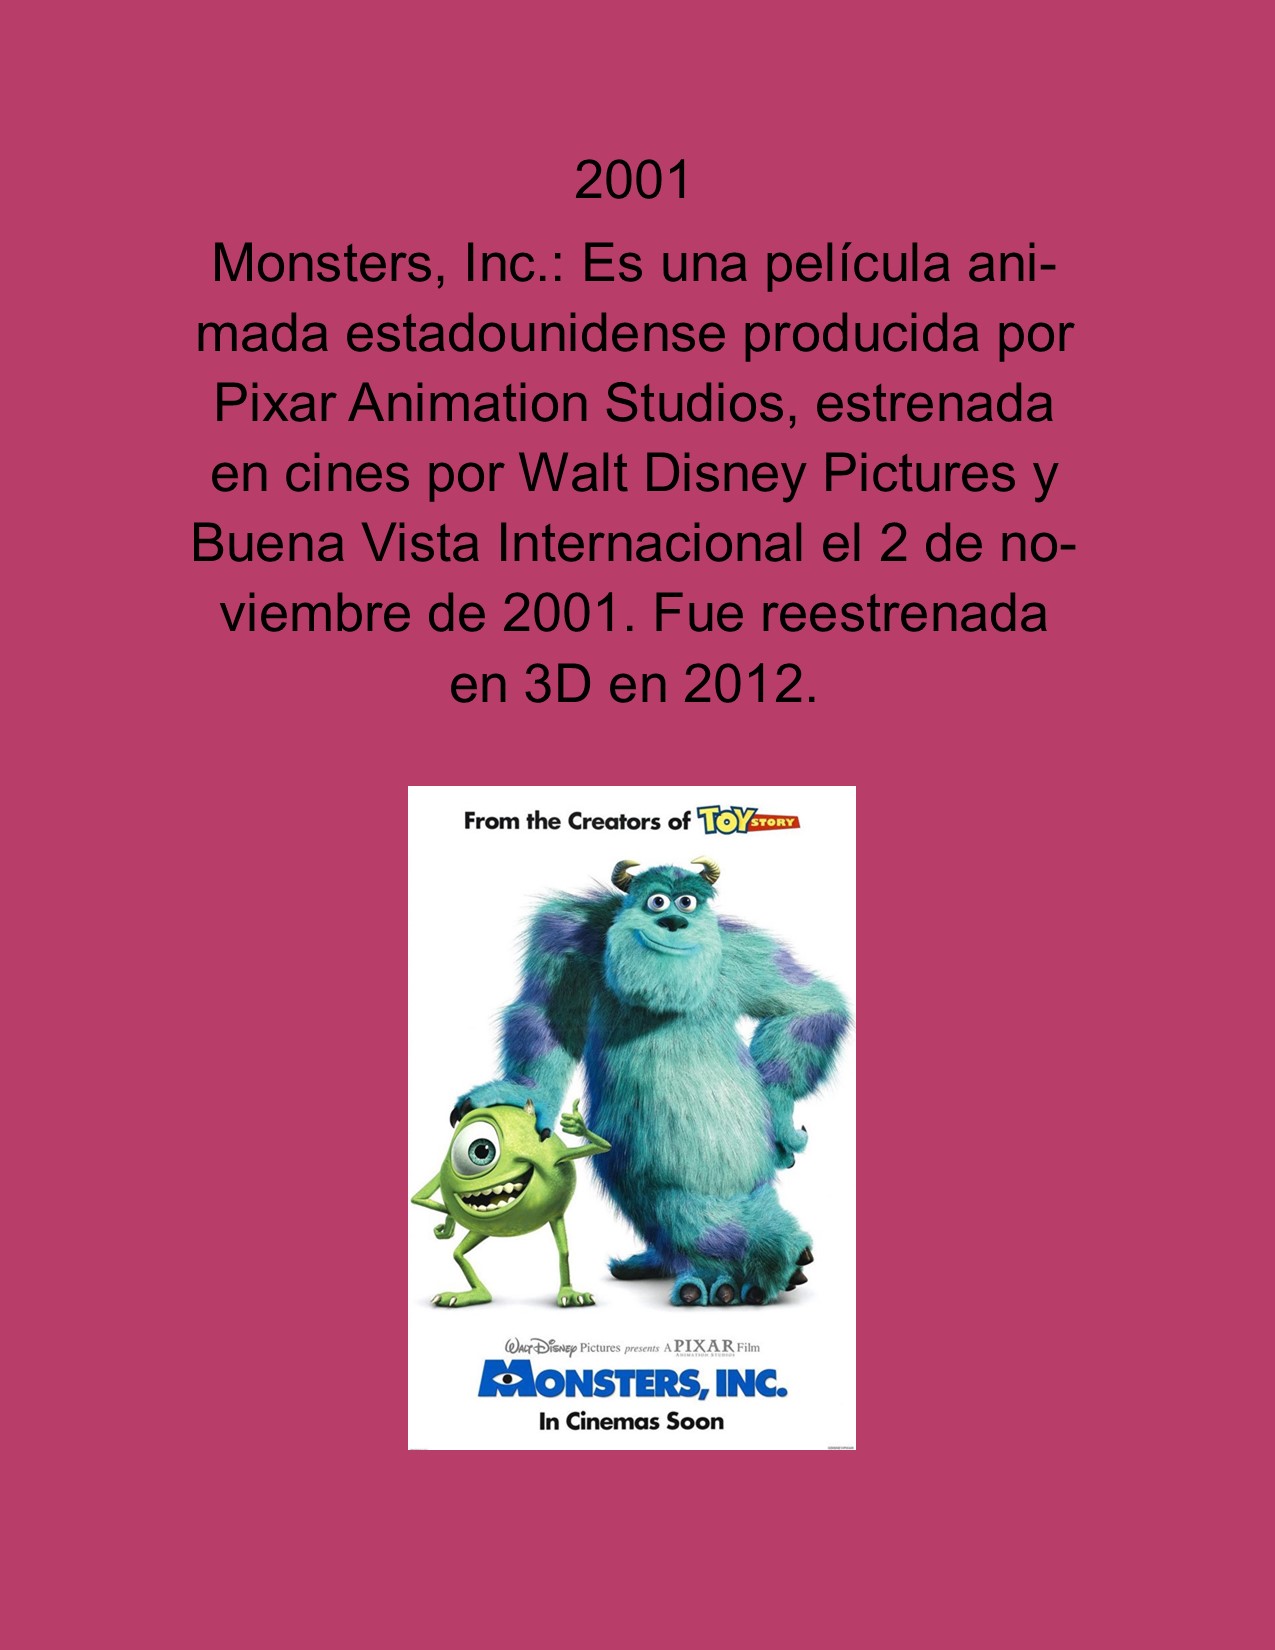 2001
Monsters, Inc.: Es una película ani-
mada estadounidense producida por
Pixar Animation Studios, estrenada
en cines por Walt Disney Pictures y
Buena Vista Internacional el 2 de no-
viembre de 2001. Fue reestrenada
en 3D en 2012.
From the Creators of TOY STORY
WALT DISNEY Pictures presents A PIXAR Film
ANIMATION STUDIOS
MONSTERS, INC.
In Cinemas Soon